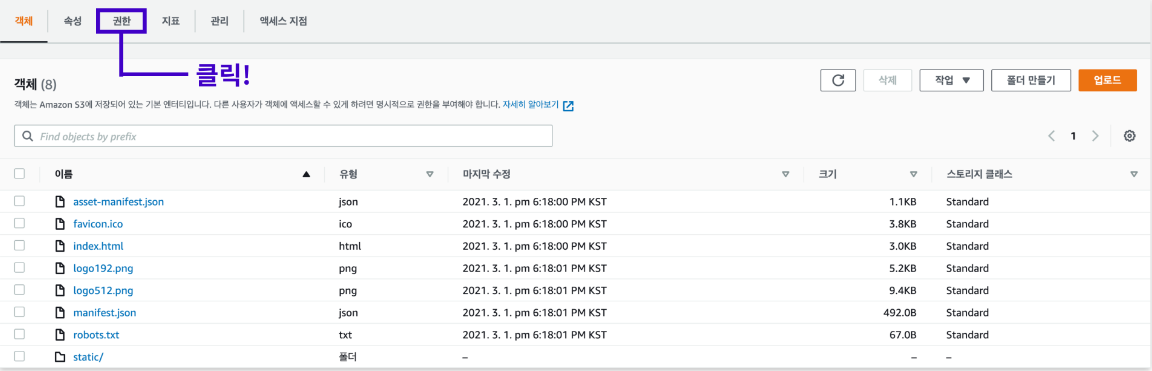 객체 속성 권한 지표 관리 액세스 지점
클릭!
객체 (8) 삭제 작업 폴더 만들기 업로드
객체는 Amazon S3에 저장되어 있는 기본 엔터티입니다. 다른 사용자가 객체에 액세스할 수 있게 하려면 명시적으로 권한을 부여해야 합니다. 자세히 알아보기
Find objects by prefix 1
이름 유형 마지막 수정 크기 스토리지 클래스
asset-manifest.json json 2021. 3. 1. pm 6:18:00 PM KST 1.1KB Standard
favicon.ico ico 2021. 3. 1. pm 6:18:00 PM KST 3.8KB Standard
index.html html 2021. 3. 1. pm 6:18:00 PM KST 3.0KB Standard
logo192.png png 2021. 3. 1. pm 6:18:01 PM KST 5.2KB Standard
logo512.png png 2021. 3. 1. pm 6:18:01 PM KST 9.4KB Standard
manifest.json json 2021. 3. 1. pm 6:18:01 PM KST 492.0B Standard
robots.txt txt 2021. 3. 1. pm 6:18:01 PM KST 67.0B Standard
static/ 폴더 – – –